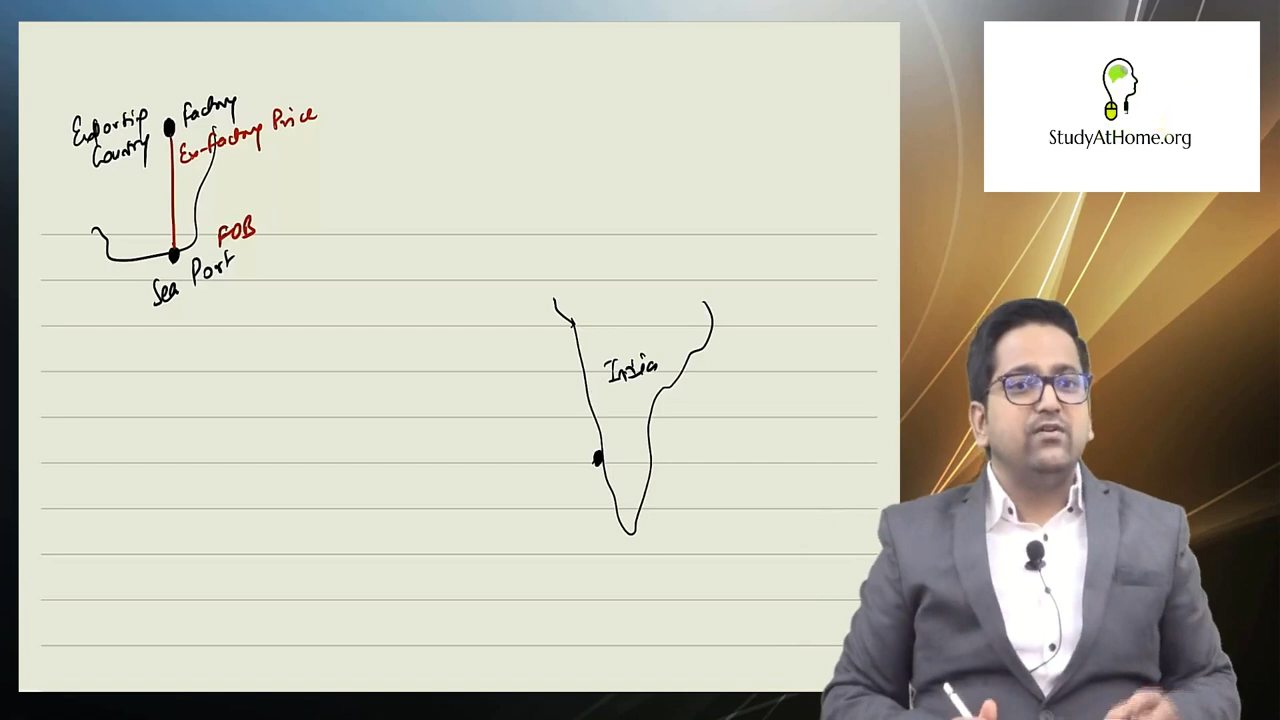 Factory
Exporting
Country
Ex-Factory Price
FOB
Sea Port
India
StudyAtHome.org